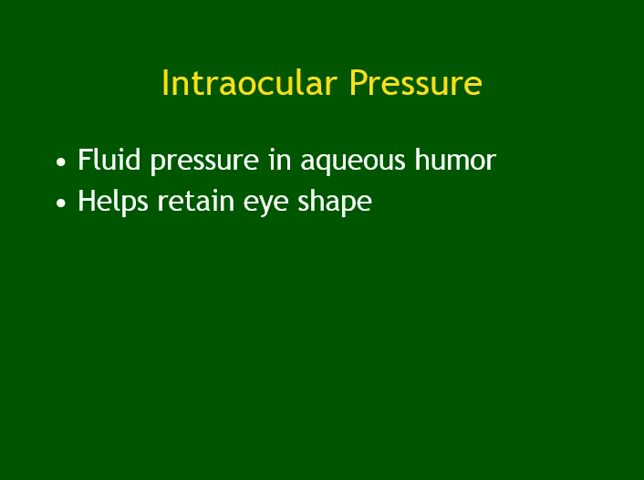 Intraocular Pressure
• Fluid pressure in aqueous humor
• Helps retain eye shape